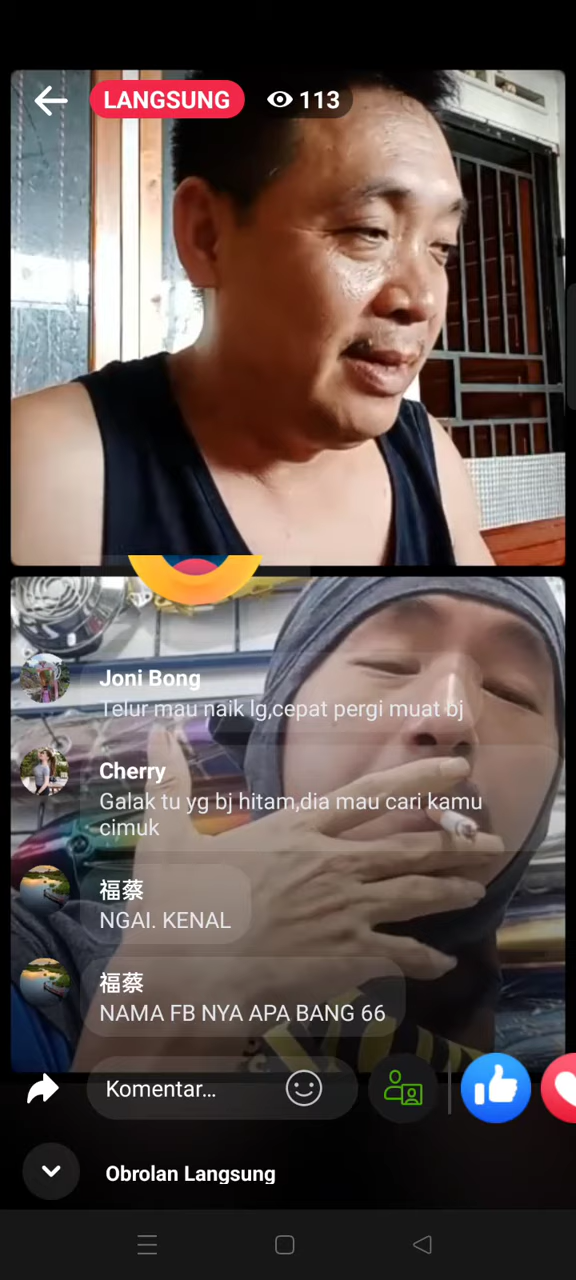 LANGSUNG
113
Joni Bong
Telur mau naik lg,cepat pergi muat bj
Cherry
Galak tu yg bj hitam,dia mau cari kamu
cimuk
福蔡
NGAI. KENAL
福蔡
NAMA FB NYA APA BANG 66
Komentar...
Obrolan Langsung